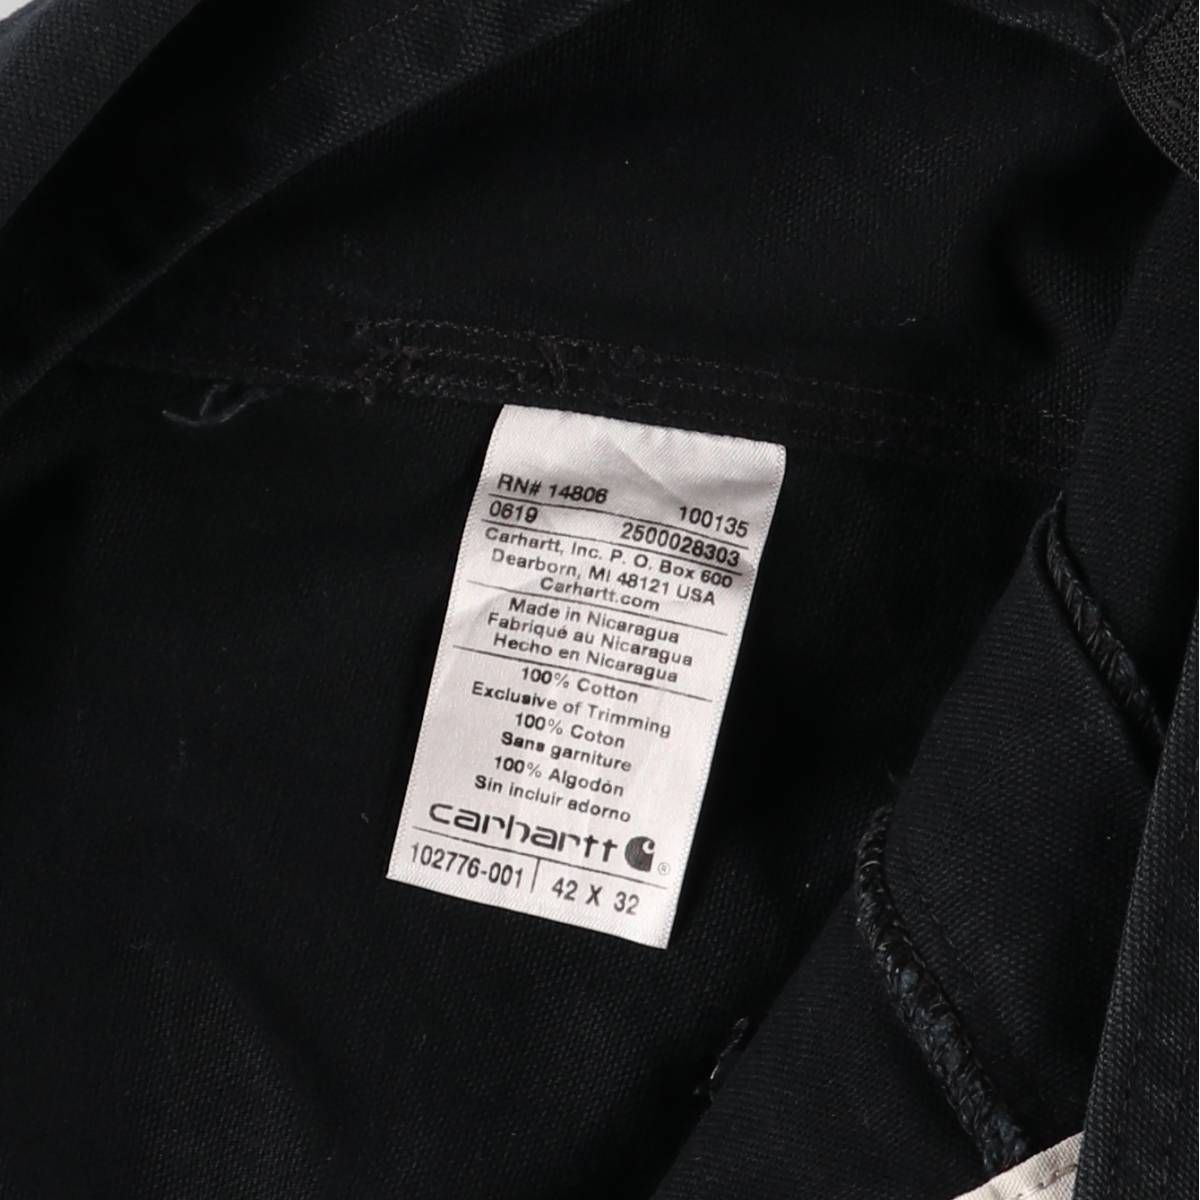 RN# 14806 100135
0619 2500028303
Carhartt, Inc. P. O. Box 600
Dearborn, MI 48121 USA
Carhartt.com
Made in Nicaragua
Fabriqué au Nicaragua
Hecho en Nicaragua
100% Cotton
Exclusive of Trimming
100% Coton
Sans garniture
100% Algodón
Sin incluir adorno
carhartt ®
102776-001 | 42 X 32